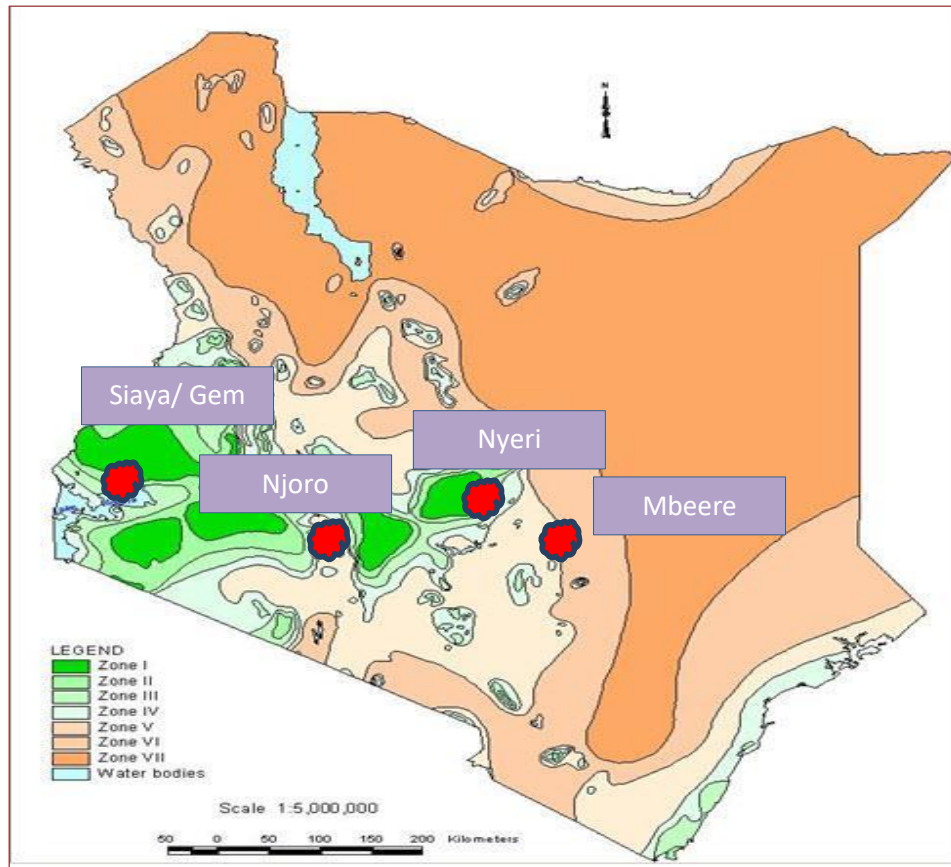 N
Siaya/ Gem
Nyeri
Njoro
Mbeere
LEGEND
Zone I
Zone II
Zone III
Zone IV
Zone V
Zone VI
Zone VII
Water bodies
Scale 1:5,000,000
50 0 50 100 150 200 Kilometers